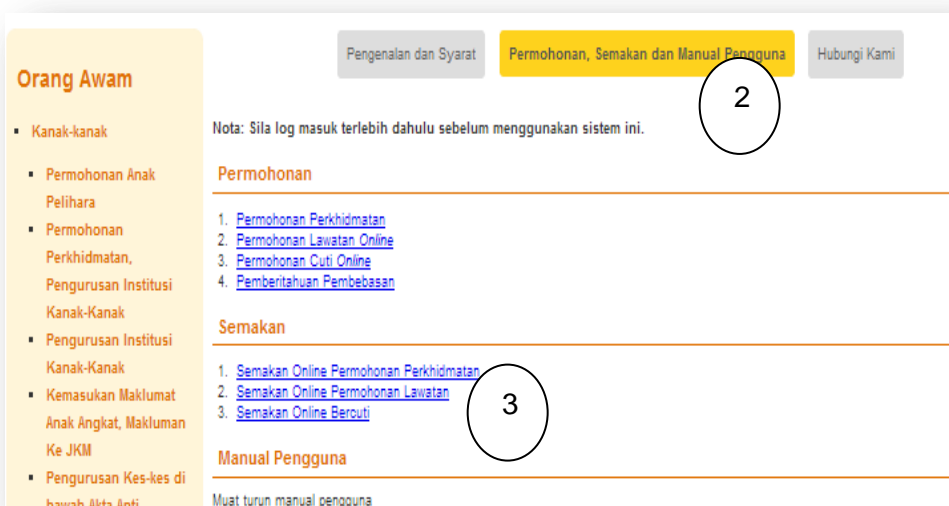 Pengenalan dan Syarat
Permohonan, Semakan dan Manual Pengguna
Hubungi Kami
2
Orang Awam
Kanak-kanak
Permohonan Anak
Pelihara
Permohonan
Perkhidmatan,
Pengurusan Institusi
Kanak-Kanak
Pengurusan Institusi
Kanak-Kanak
Kemasukan Maklumat
Anak Angkat, Makluman
Ke JKM
Pengurusan Kes-kes di
bawah Akta Anti
Nota: Sila log masuk terlebih dahulu sebelum menggunakan sistem ini.
Permohonan
1. Permohonan Perkhidmatan
2. Permohonan Lawatan Online
3. Permohonan Cuti Online
4. Pemberitahuan Pembebasan
Semakan
1. Semakan Online Permohonan Perkhidmatan
2. Semakan Online Permohonan Lawatan
3. Semakan Online Bercuti
3
Manual Pengguna
Muat turun manual pengguna